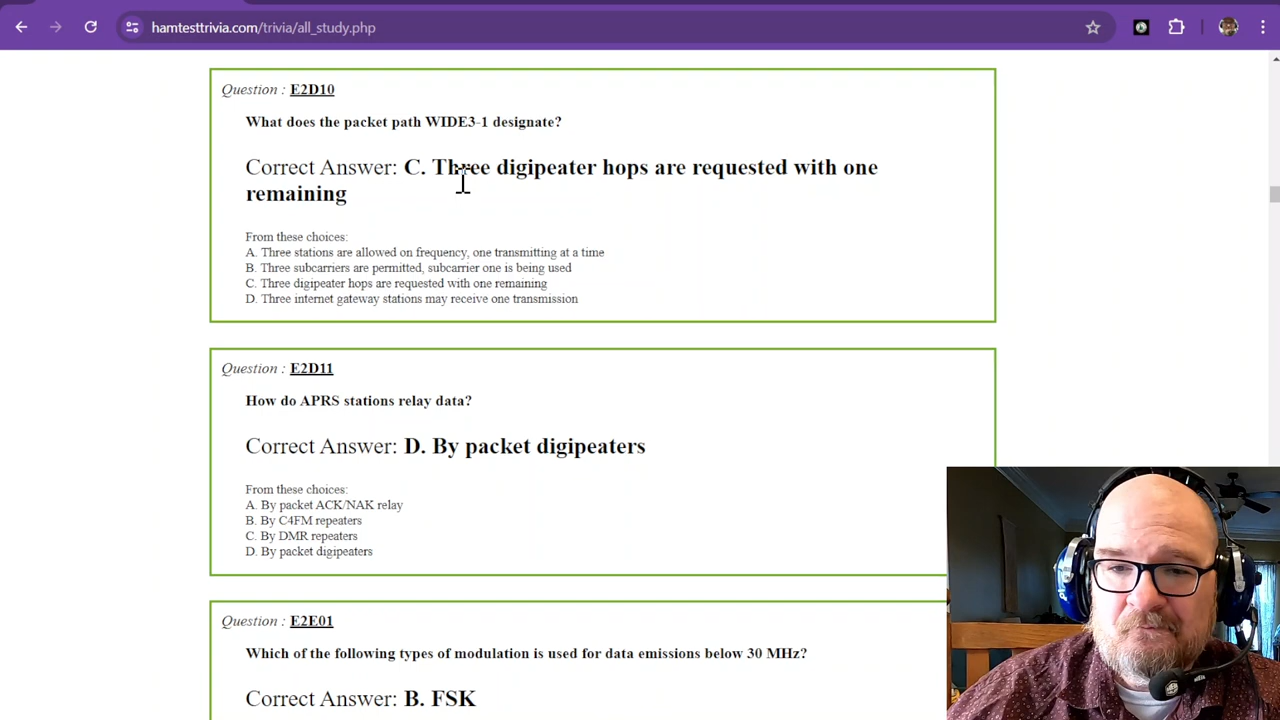 hamtesttrivia.com/trivia/all_study.php
Question : E2D10
What does the packet path WIDE3-1 designate?
Correct Answer: C. Three digipeater hops are requested with one
remaining
From these choices:
A. Three stations are allowed on frequency, one transmitting at a time
B. Three subcarriers are permitted, subcarrier one is being used
C. Three digipeater hops are requested with one remaining
D. Three internet gateway stations may receive one transmission
Question : E2D11
How do APRS stations relay data?
Correct Answer: D. By packet digipeaters
From these choices:
A. By packet ACK/NAK relay
B. By C4FM repeaters
C. By DMR repeaters
D. By packet digipeaters
Question : E2E01
Which of the following types of modulation is used for data emissions below 30 MHz?
Correct Answer: B. FSK